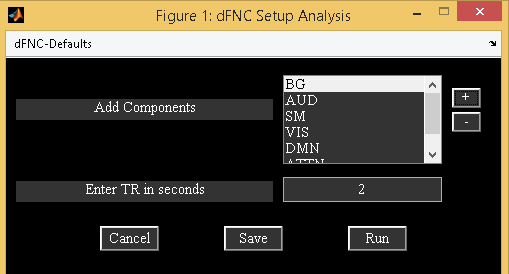 Figure 1: dFNC Setup Analysis
dFNC-Defaults
Add Components
BG
AUD
SM
VIS
DMN
ATTN
+
-
Enter TR in seconds
2
Cancel Save Run